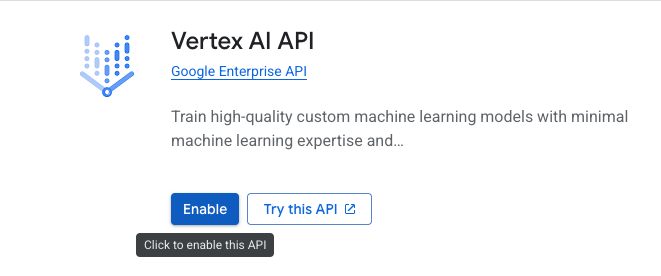 Vertex AI API
Google Enterprise API
Train high-quality custom machine learning models with minimal
machine learning expertise and…
Enable
Try this API
Click to enable this API